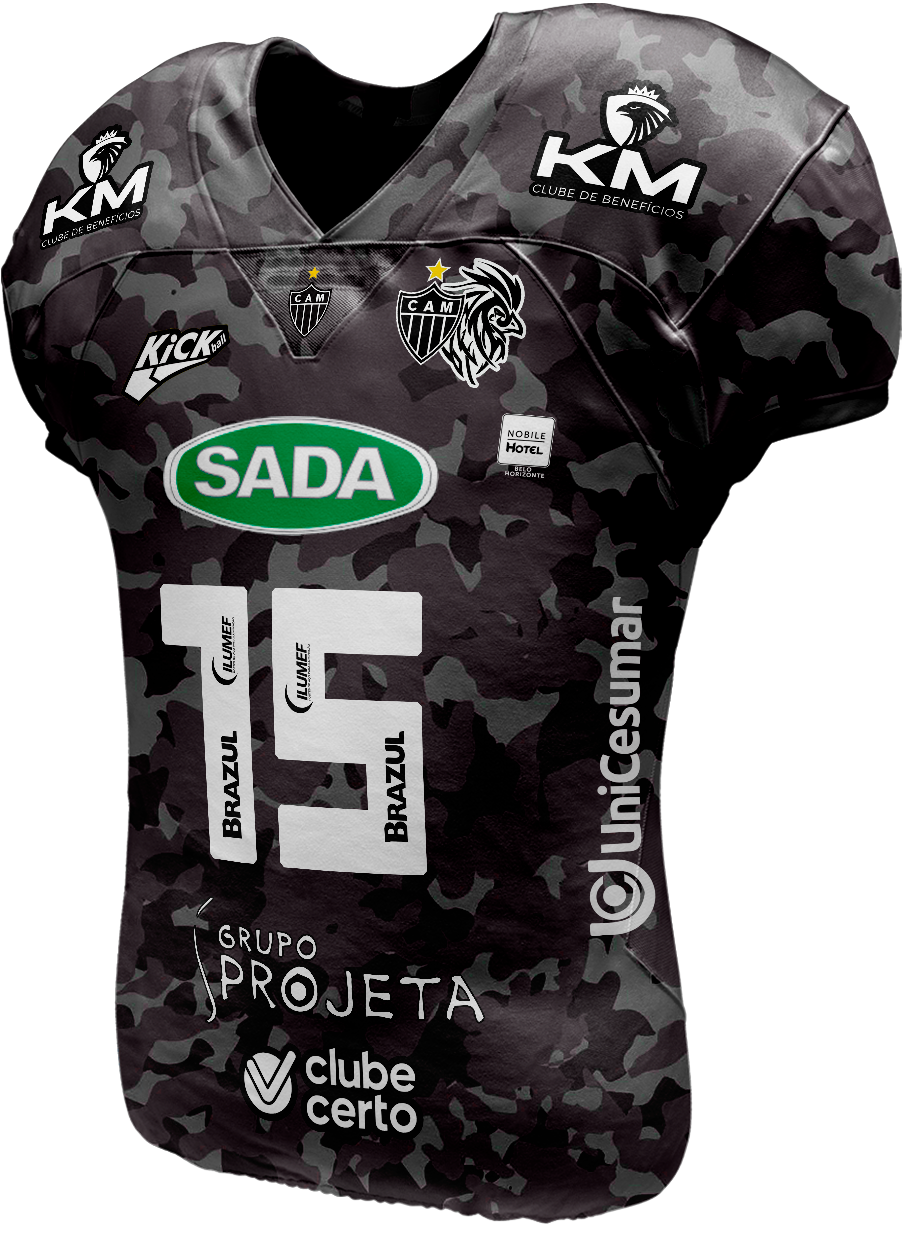 KM
CLUBE DE BENEFÍCIOS
KM
CLUBE DE BENEFÍCIOS
CAM
CAM
KiCK
ball
SADA
NOBILE
HOTEL
BELO
HORIZONTE
15
ILUMEF
ILUMEF
BRAZUL
BRAZUL
UniCesumar
GRUPO
PROJETA
clube
certo